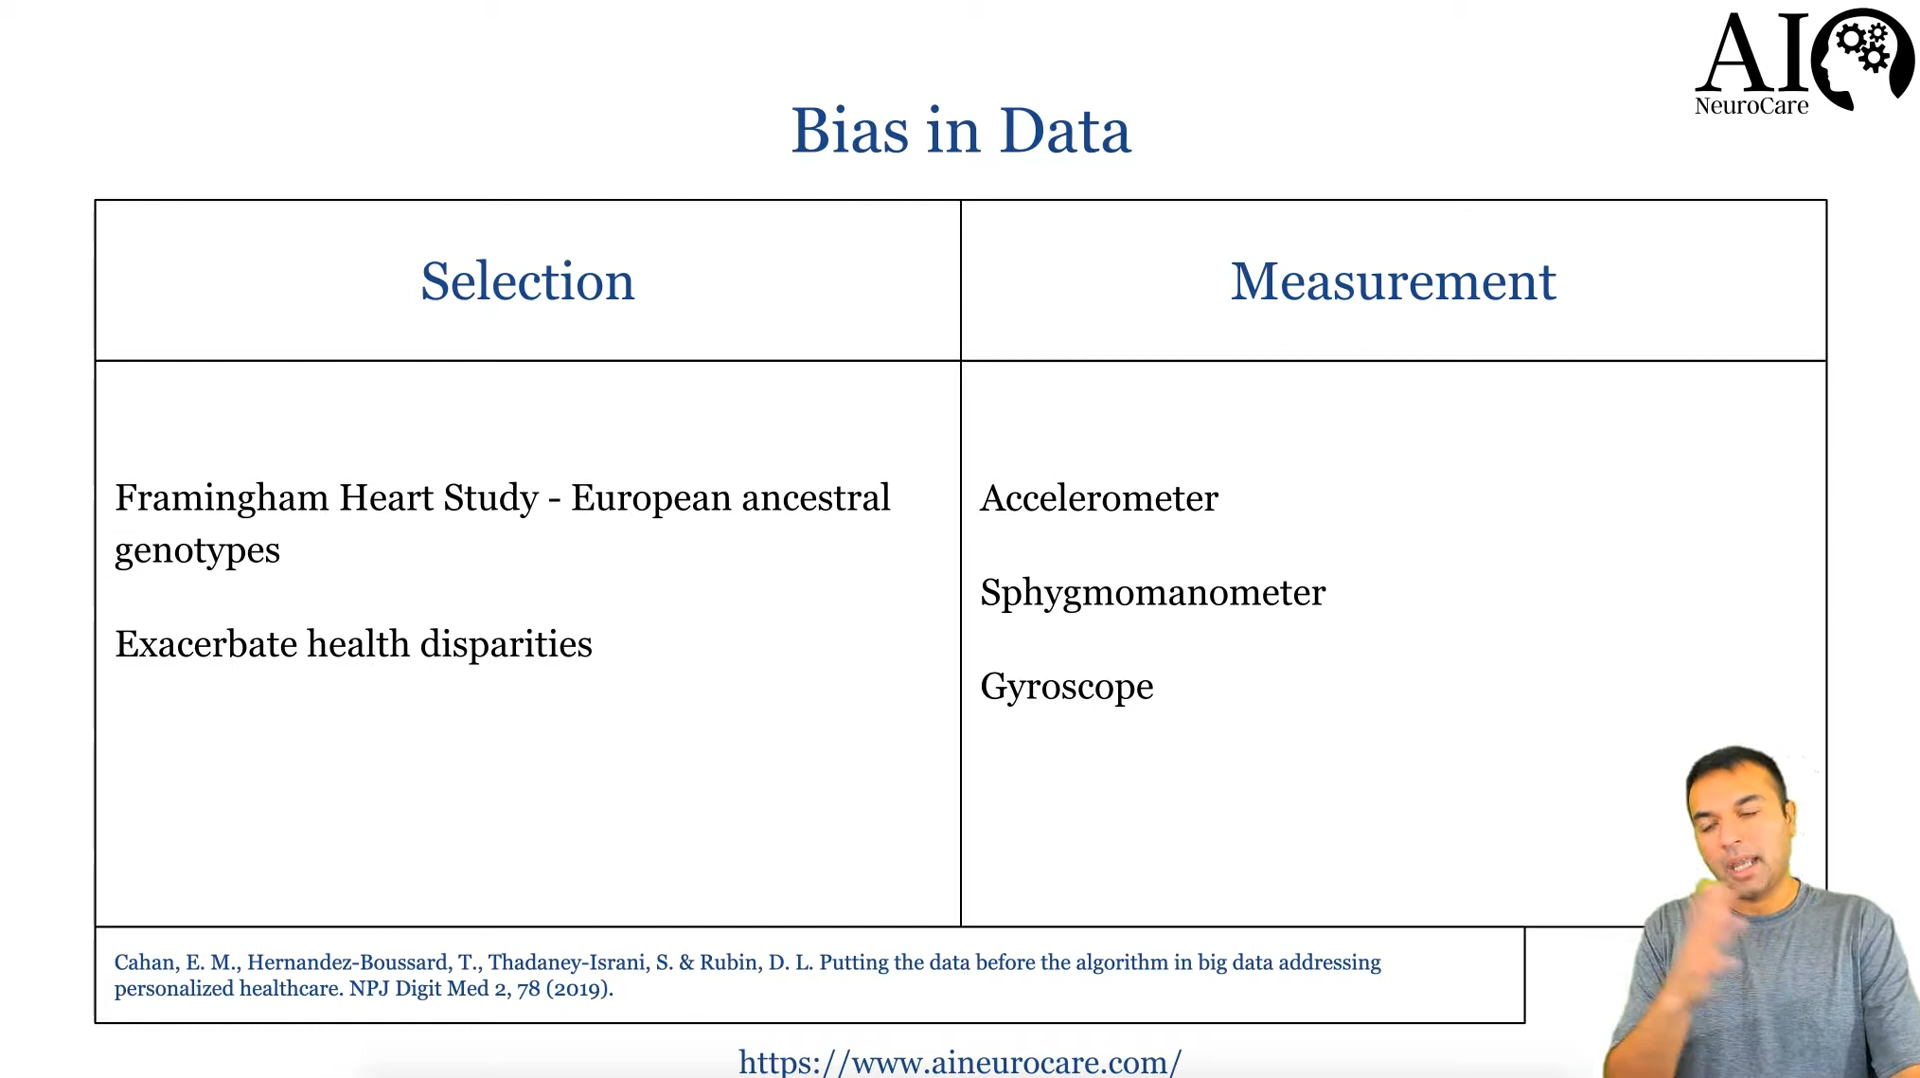 AI
NeuroCare
Bias in Data
Selection
Measurement
Framingham Heart Study - European ancestral
genotypes
Exacerbate health disparities
Accelerometer
Sphygmomanometer
Gyroscope
Cahan, E. M., Hernandez-Boussard, T., Thadaney-Israni, S. & Rubin, D. L. Putting the data before the algorithm in big data addressing
personalized healthcare. NPJ Digit Med 2, 78 (2019).
https://www.aineurocare.com/